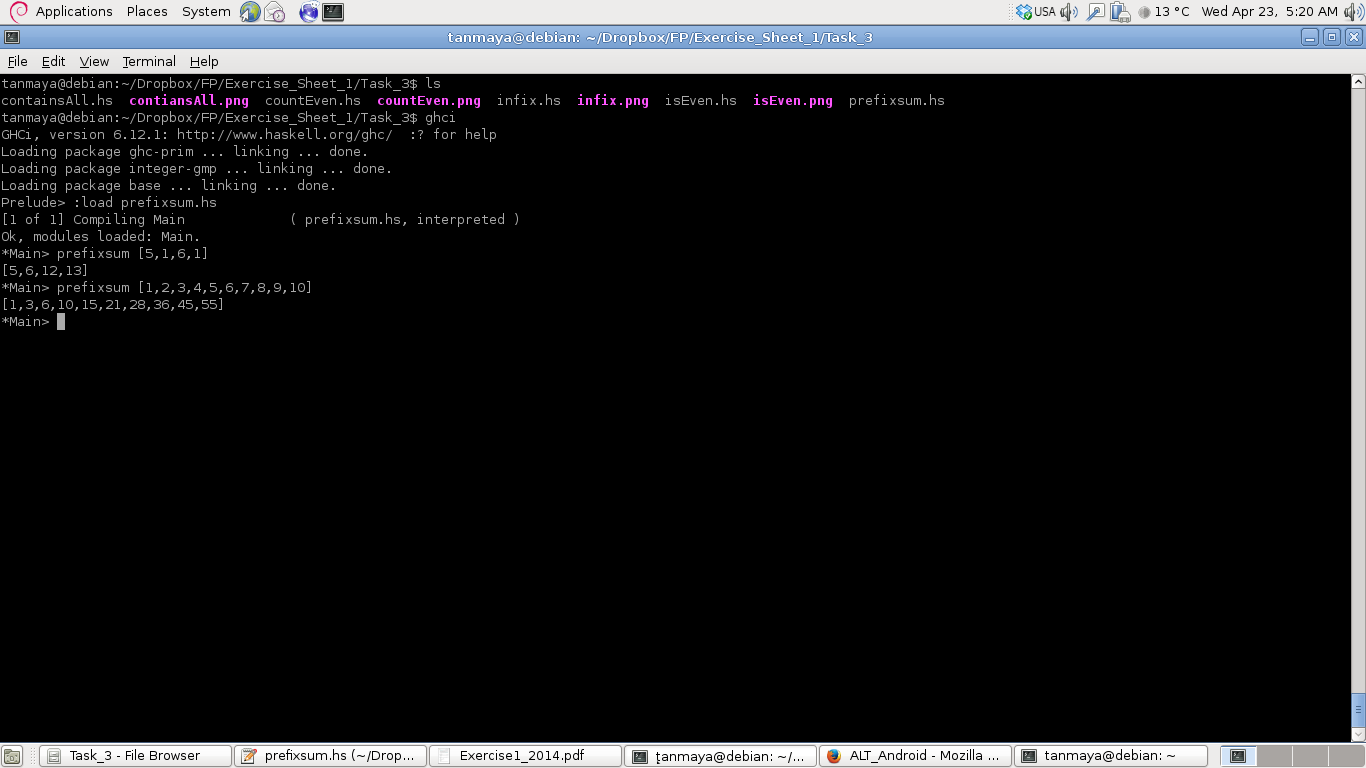 Applications Places System USA 13 °C Wed Apr 23, 5:20 AM
tanmaya@debian: ~/Dropbox/FP/Exercise_Sheet_1/Task_3
File Edit View Terminal Help
tanmaya@debian:~/Dropbox/FP/Exercise_Sheet_1/Task_3$ ls
containsAll.hs contiansAll.png countEven.hs countEven.png infix.hs infix.png isEven.hs isEven.png prefixsum.hs
tanmaya@debian:~/Dropbox/FP/Exercise_Sheet_1/Task_3$ ghci
GHCi, version 6.12.1: http://www.haskell.org/ghc/ :? for help
Loading package ghc-prim ... linking ... done.
Loading package integer-gmp ... linking ... done.
Loading package base ... linking ... done.
Prelude> :load prefixsum.hs
[1 of 1] Compiling Main ( prefixsum.hs, interpreted )
Ok, modules loaded: Main.
*Main> prefixsum [5,1,6,1]
[5,6,12,13]
*Main> prefixsum [1,2,3,4,5,6,7,8,9,10]
[1,3,6,10,15,21,28,36,45,55]
*Main>
Task_3 - File Browser prefixsum.hs (~/Drop... Exercise1_2014.pdf tanmaya@debian: ~/... ALT_Android - Mozilla ... tanmaya@debian: ~